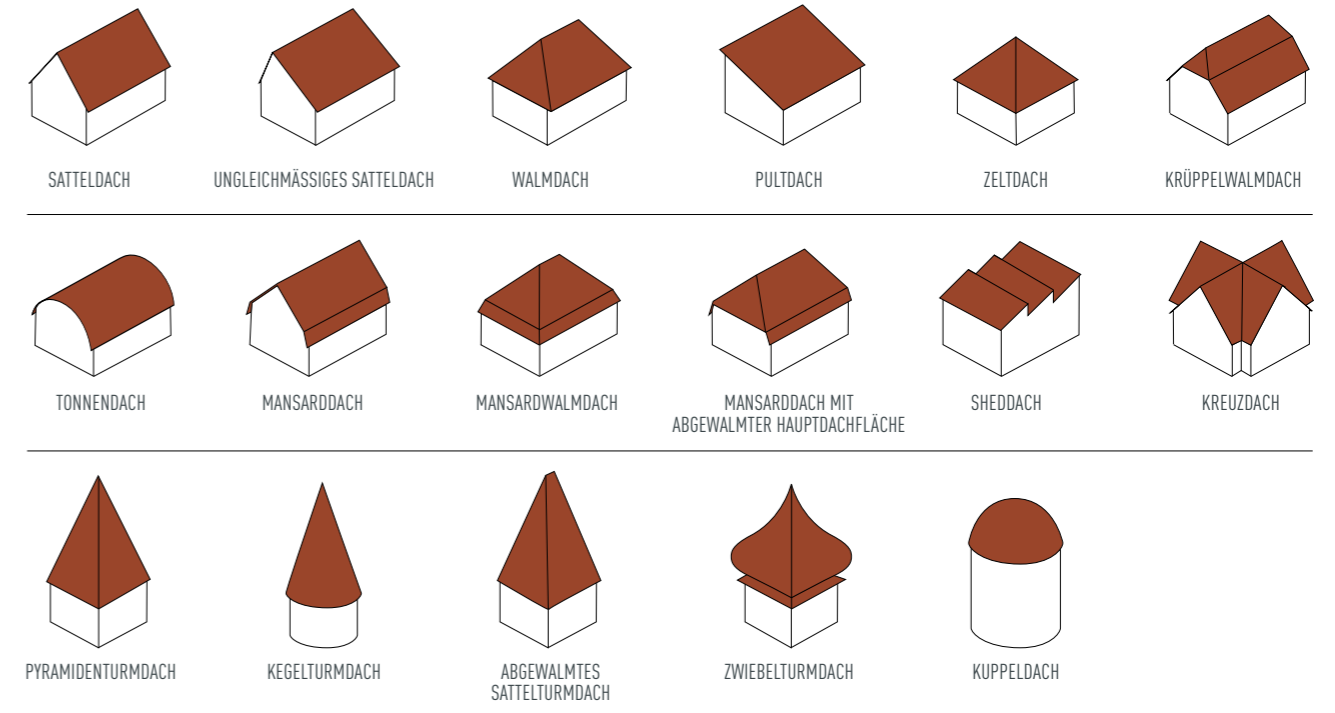 SATTELDACH
UNGLEICHMÄSSIGES SATTELDACH
WALMDACH
PULTDACH
ZELTDACH
KRÜPPELWALMDACH
TONNENDACH
MANSARDDACH
MANSARDWALMDACH
MANSARDDACH MIT
ABGEWALMTER HAUPTDACHFLÄCHE
SHEDDACH
KREUZDACH
PYRAMIDENTURMDACH
KEGELTURMDACH
ABGEWALMTES
SATTELTURMDACH
ZWIEBELTURMDACH
KUPPELDACH